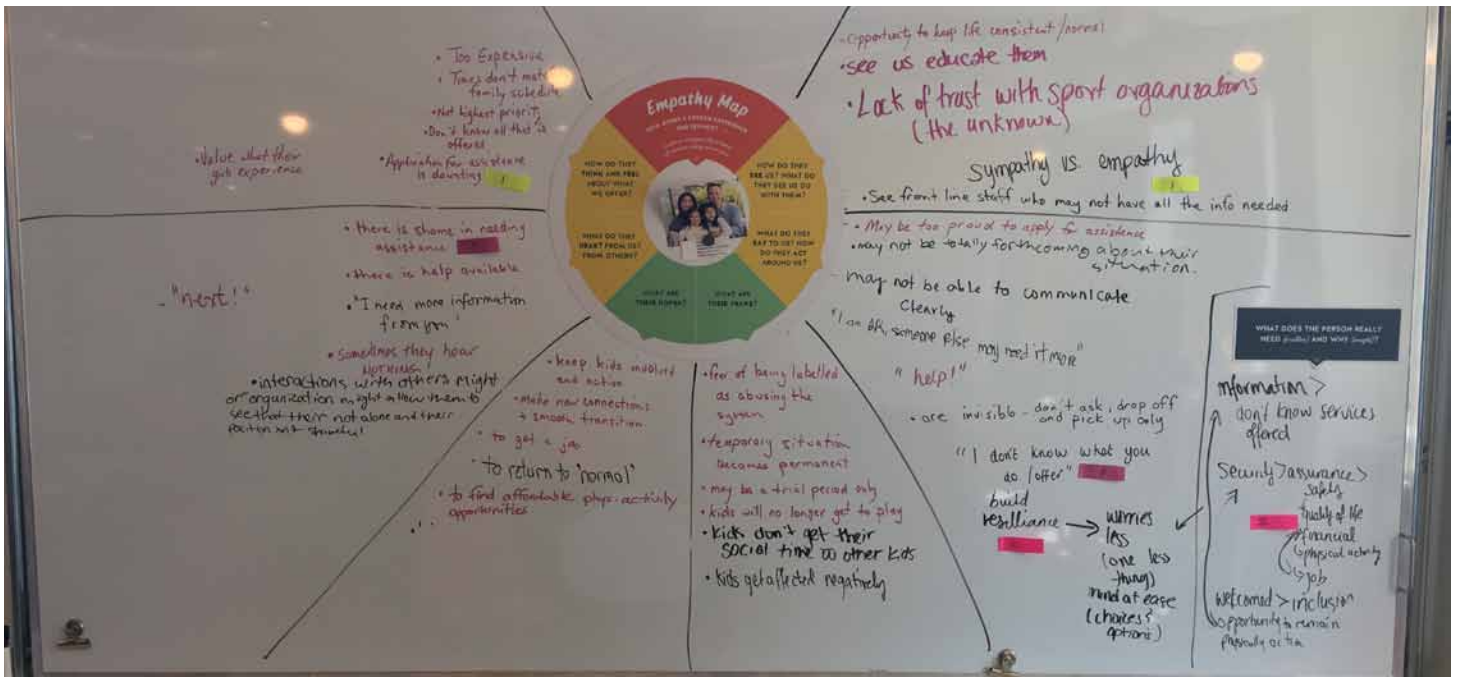 • Too Expensive
• Times don't match
family schedule
• Not highest priority
• Don't know all that is
offered
• Application for assistance
is daunting
• Value what their
girls experience
- opportunity to keep life consistent/normal
• see us educate them
• Lack of trust with sport organizations
(the unknown)
sympathy vs. empathy
• See front line staff who may not have all the info needed
Empathy Map
HOW DO THEY
THINK AND FEEL
ABOUT WHAT
WE OFFER?
HOW DO THEY
SEE US? WHAT DO
THEY SEE US DO
WITH THEM?
WHAT DO THEY
HEAR? FROM US?
FROM OTHERS?
WHAT DO THEY
SAY TO US? HOW
DO THEY ACT
AROUND US?
WHAT ARE
THEIR HOPES?
WHAT ARE
THEIR FEARS?
• there is shame in needing
assistance
• there is help available
- "next!"
• "I need more information
from you"
• Sometimes they hear
NOTHING!
• interactions with others might
or organization might allow them to
see that their not alone and their
• keep kids involved
and active
• Make new connections
+ smooth transition
• to get a job
• to return to 'normal'
• to find affordable phys. activity
opportunities
• fear of being labelled
as abusing the
system
• temporary situation
becomes permanent
• may be a trial period only
• kids will no longer get to play
• kids don't get their
social time w other kids
• kids get affected negatively
• May be too proud to apply for assistance
• may not be totally forthcoming about their
situation.
- may not be able to communicate
clearly
"I am ok, someone else may need it more"
"help!"
• are invisible - don't ask, drop off
and pick up only
"I don't know what you
do /offer"
build
resilliance → worries
less
(one less
thing)
mind at ease
(choices &
options)
WHAT DOES THE PERSON REALLY
NEED AND WHY
Information >
don't know services
offered
security > assurance >
safety
quality of life
financial
physical activity
job
welcomed > inclusion
opportunity to remain
physically active